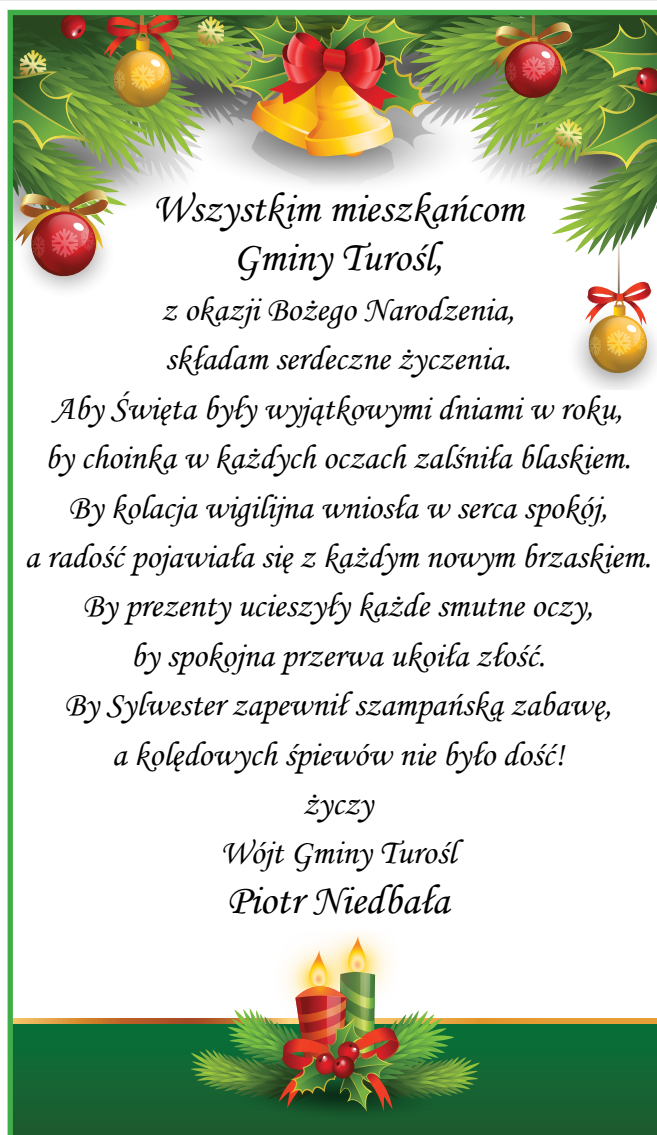 Wszystkim mieszkańcom
Gminy Turośl,
z okazji Bożego Narodzenia,
składam serdeczne życzenia.
Aby Święta były wyjątkowymi dniami w roku,
by choinka w każdych oczach zalśniła blaskiem.
By kolacja wigilijna wniosła w serca spokój,
a radość pojawiała się z każdym nowym brzaskiem.
By prezenty ucieszyły każde smutne oczy,
by spokojna przerwa ukoiła złość.
By Sylwester zapewnił szampańską zabawę,
a kolędowych śpiewów nie było dość!
życzy
Wójt Gminy Turośl
Piotr Niedbała